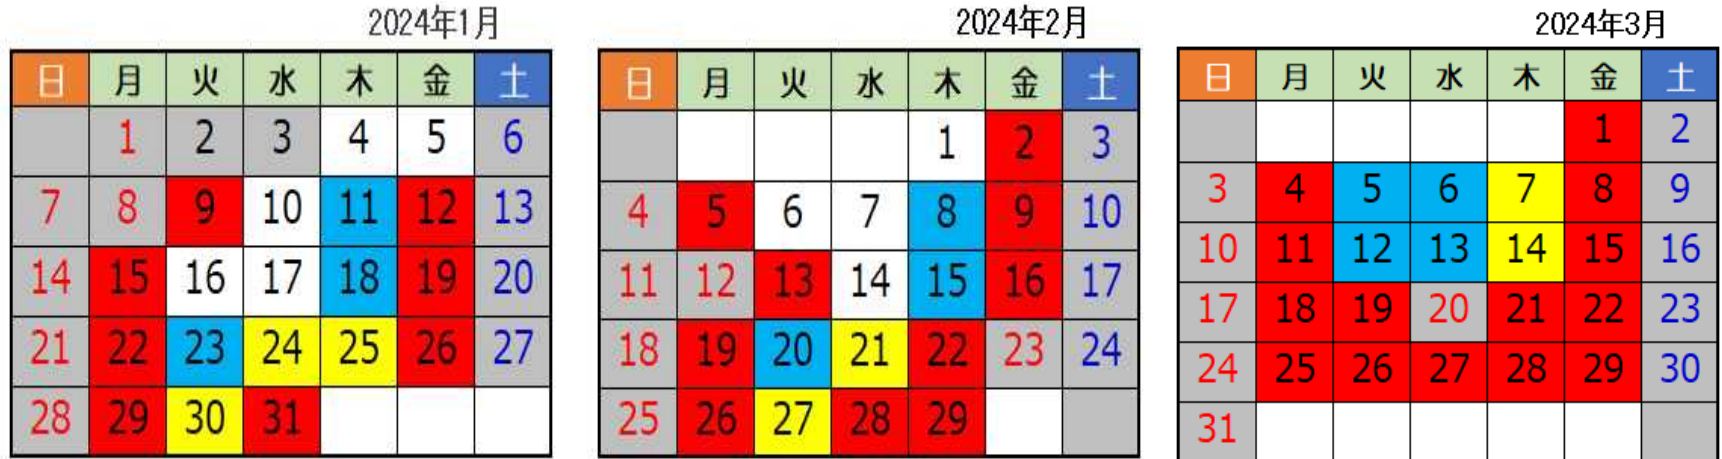 2024年1月
日 月 火 水 木 金 土
1 2 3 4 5 6
7 8 9 10 11 12 13
14 15 16 17 18 19 20
21 22 23 24 25 26 27
28 29 30 31
2024年2月
日 月 火 水 木 金 土
1 2 3
4 5 6 7 8 9 10
11 12 13 14 15 16 17
18 19 20 21 22 23 24
25 26 27 28 29
2024年3月
日 月 火 水 木 金 土
1 2
3 4 5 6 7 8 9
10 11 12 13 14 15 16
17 18 19 20 21 22 23
24 25 26 27 28 29 30
31